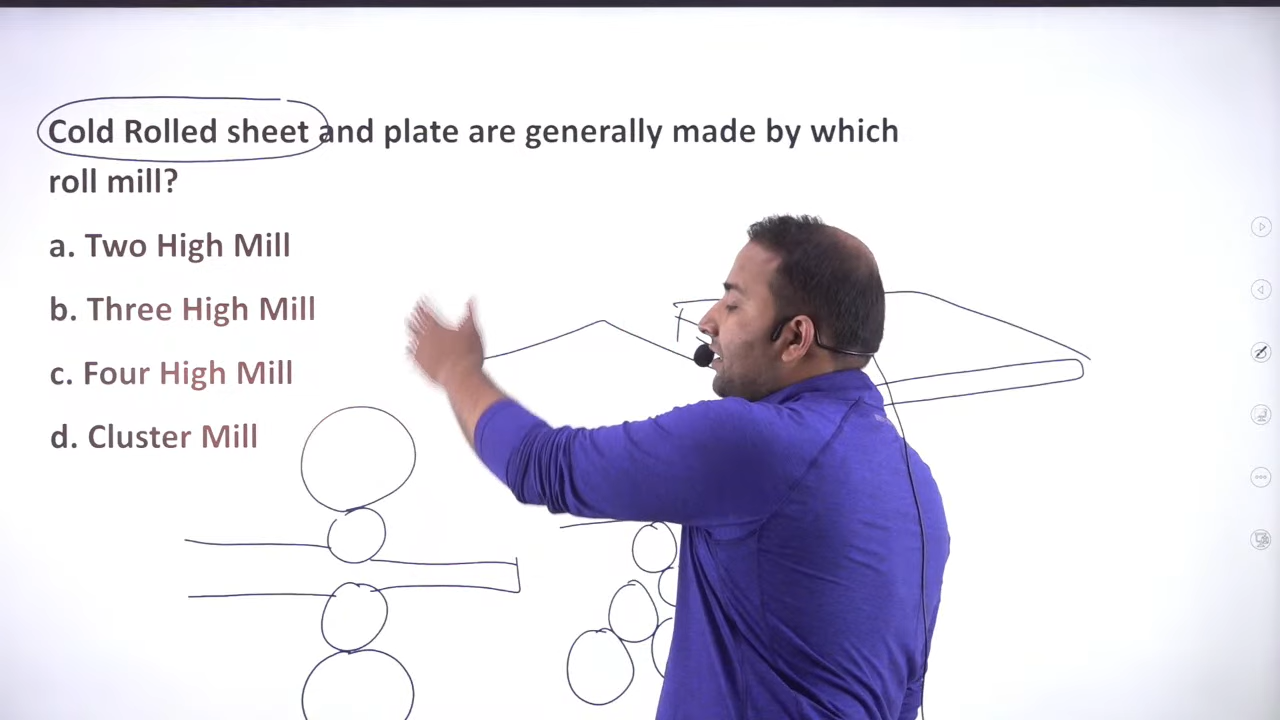 Cold Rolled sheet and plate are generally made by which
roll mill?
a. Two High Mill
b. Three High Mill
c. Four High Mill
d. Cluster Mill